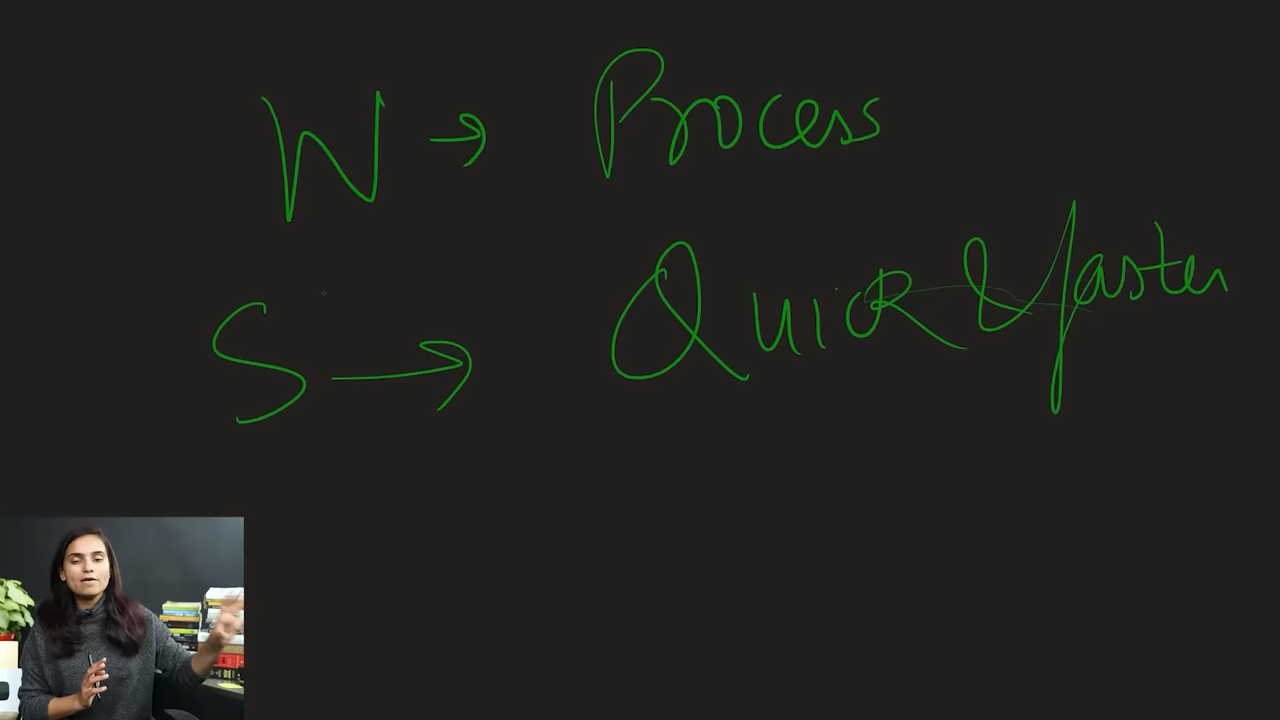 W → Process
S → Quick & faster